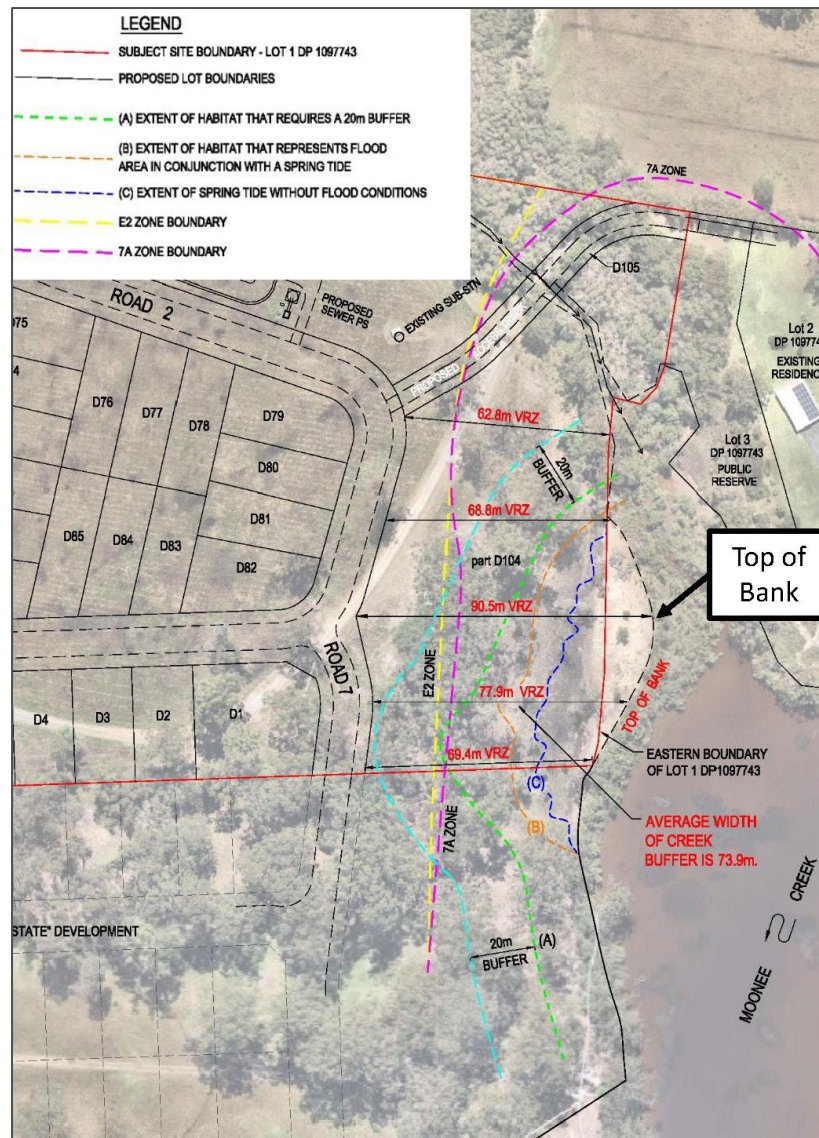 LEGEND
SUBJECT SITE BOUNDARY - LOT 1 DP 1097743
PROPOSED LOT BOUNDARIES
(A) EXTENT OF HABITAT THAT REQUIRES A 20m BUFFER
(B) EXTENT OF HABITAT THAT REPRESENTS FLOOD
AREA IN CONJUNCTION WITH A SPRING TIDE
(C) EXTENT OF SPRING TIDE WITHOUT FLOOD CONDITIONS
E2 ZONE BOUNDARY
7A ZONE BOUNDARY
7A ZONE
D105
ROAD 2
PROPOSED
SEWER PS
EXISTING SUB-STN
PROPOSED
Lot 2
DP 109774
EXISTING
RESIDENC
D75
4
D76
D77
D78
D79
D80
D81
D82
D85
D84
D83
62.8m VRZ
20m
BUFFER
Lot 3
DP 1097743
PUBLIC
RESERVE
68.8m VRZ
part D104
Top of
Bank
90.5m VRZ
E2 ZONE
ROAD 7
77.9m VRZ
TOP OF BANK
D4
D3
D2
D1
69.4m VRZ
EASTERN BOUNDARY
OF LOT 1 DP1097743
(C)
(B)
7A ZONE
AVERAGE WIDTH
OF CREEK
BUFFER IS 73.9m.
STATE" DEVELOPMENT
20m
BUFFER
(A)
MOONEE
CREEK